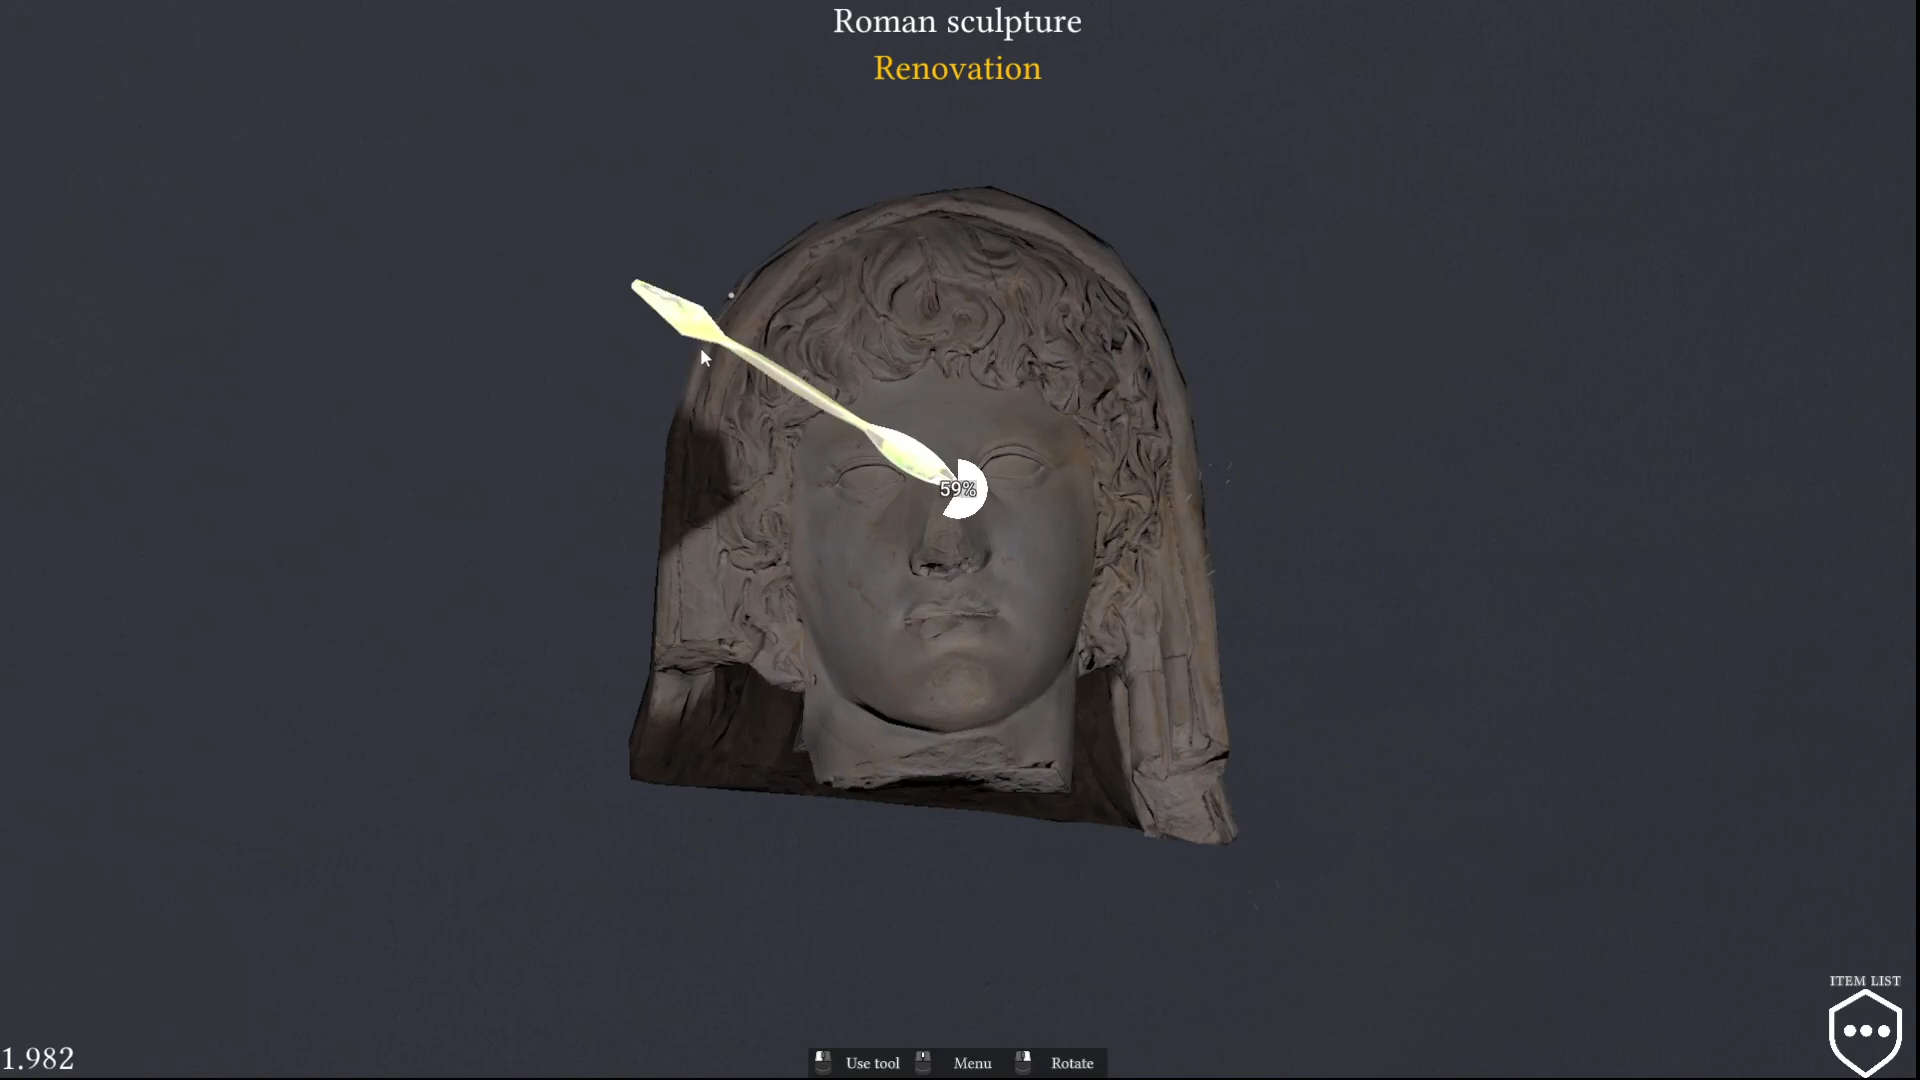 Roman sculpture
Renovation
59%
ITEM LIST
1.982
Use tool Menu Rotate